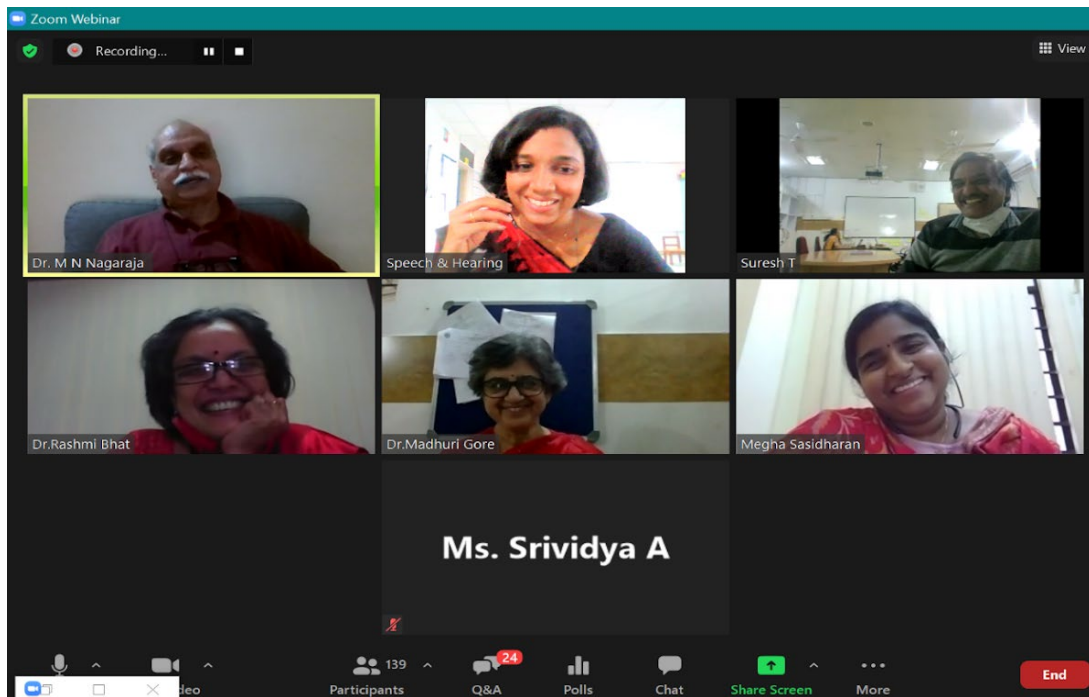 Zoom Webinar
Recording...
View
Dr. M N Nagaraja
Speech & Hearing
Suresh T
Dr.Rashmi Bhat
Dr.Madhuri Gore
Megha Sasidharan
Ms. Srividya A
139
24
deo
Participants
Q&A
Polls
Chat
Share Screen
More
End